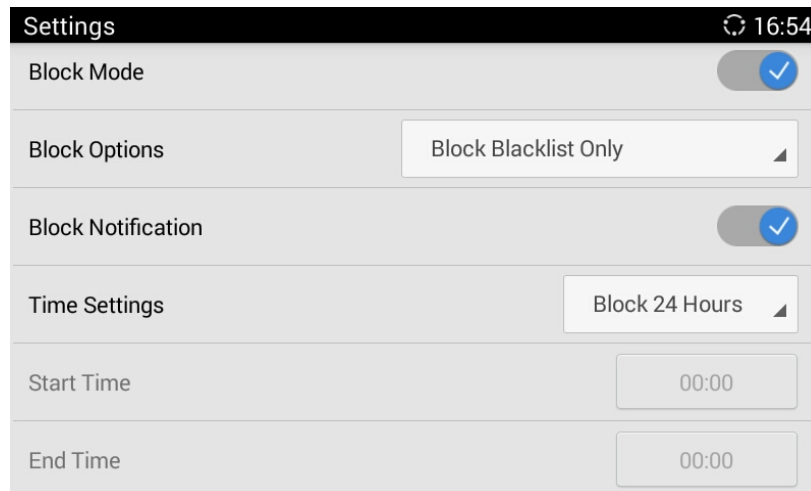 Settings 16:54
Block Mode
Block Options Block Blacklist Only
Block Notification
Time Settings Block 24 Hours
Start Time 00:00
End Time 00:00